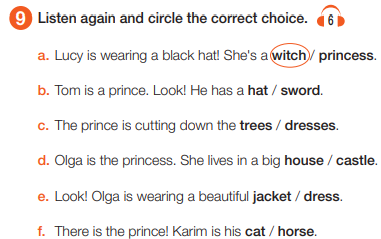 9 Listen again and circle the correct choice. 6
a. Lucy is wearing a black hat! She's a witch / princess.
b. Tom is a prince. Look! He has a hat / sword.
c. The prince is cutting down the trees / dresses.
d. Olga is the princess. She lives in a big house / castle.
e. Look! Olga is wearing a beautiful jacket / dress.
f. There is the prince! Karim is his cat / horse.